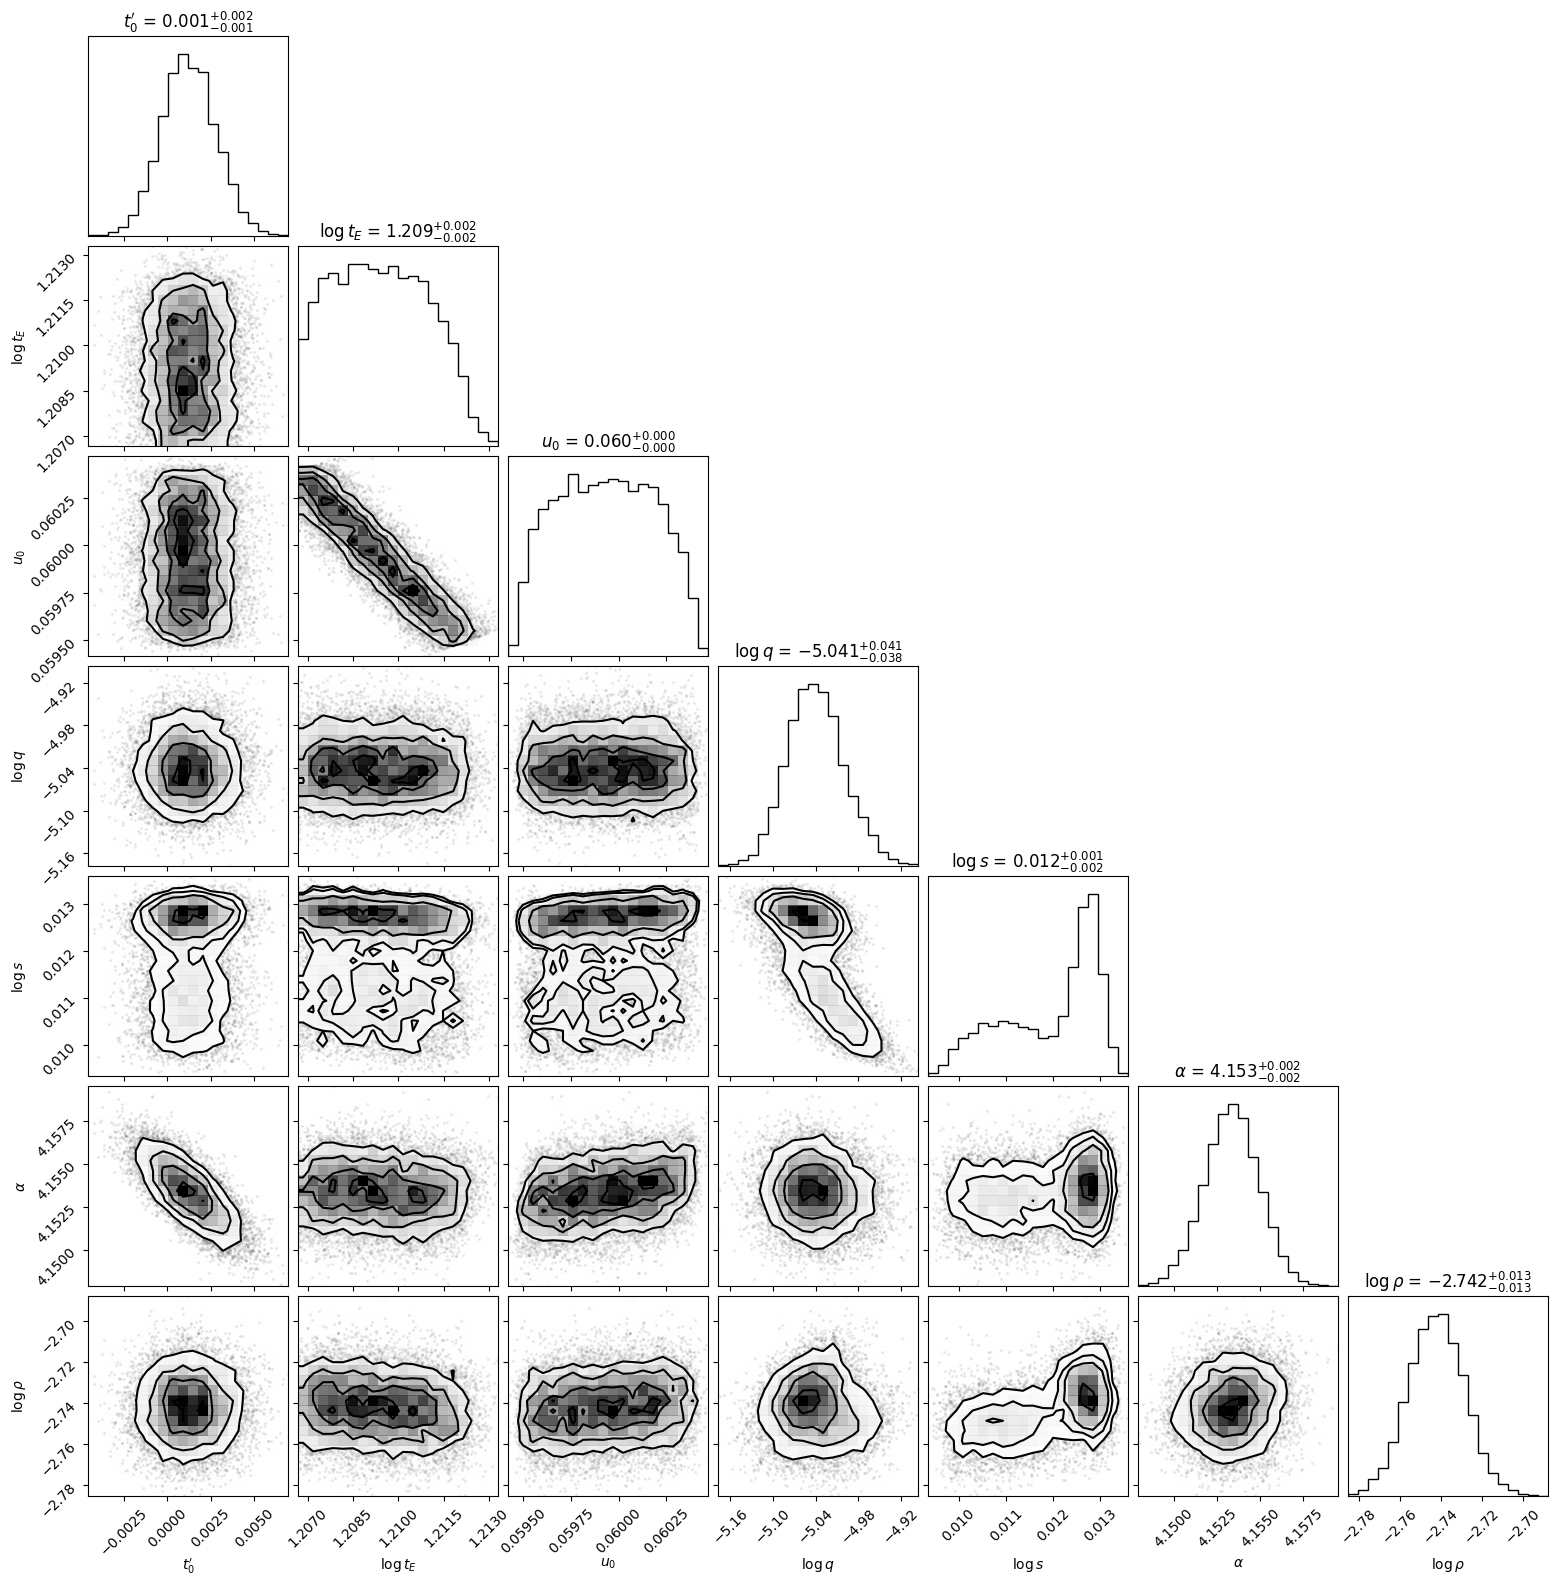 t′₀ = 0.001⁺⁰·⁰⁰²₋₀.₀₀₁
log t_E = 1.209⁺⁰·⁰⁰²₋₀.₀₀₂
1.2130
1.2115
1.2100
1.2085
1.2070
log t_E
u₀ = 0.060⁺⁰·⁰⁰⁰₋₀.₀₀₀
0.06025
0.06000
0.05975
0.05950
u₀
log q = −5.041⁺⁰·⁰⁴¹₋₀.₀₃₈
−4.92
−4.98
−5.04
−5.10
−5.16
log q
log s = 0.012⁺⁰·⁰⁰¹₋₀.₀₀₂
0.013
0.012
0.011
0.010
log s
α = 4.153⁺⁰·⁰⁰²₋₀.₀₀₂
4.1575
4.1550
4.1525
4.1500
α
log ρ = −2.742⁺⁰·⁰¹³₋₀.₀₁₃
−2.70
−2.72
−2.74
−2.76
−2.78
log ρ
−0.0025 0.0000 0.0025 0.0050 1.2070 1.2085 1.2100 1.2115 1.2130 0.05950 0.05975 0.06000 0.06025 −5.16 −5.10 −5.04 −4.98 −4.92 0.010 0.011 0.012 0.013 4.1500 4.1525 4.1550 4.1575 −2.78 −2.76 −2.74 −2.72 −2.70
t′₀ log t_E u₀ log q log s α log ρ